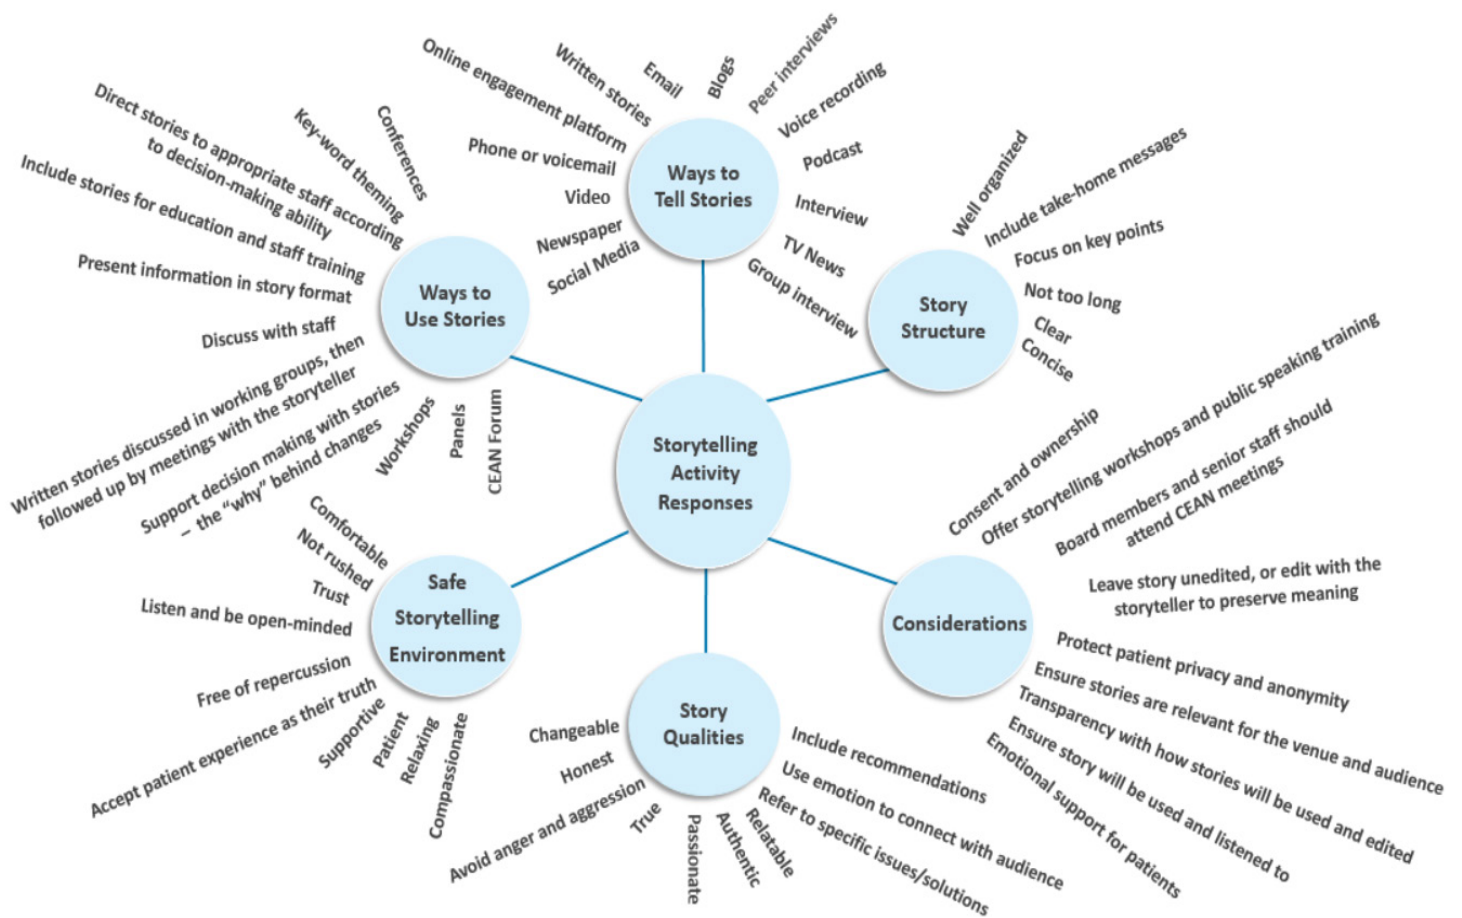 Storytelling
Activity
Responses
Ways to
Tell Stories
Social Media
Newspaper
Video
Phone or voicemail
Online engagement platform
Written stories
Email
Blogs
Peer interviews
Voice recording
Podcast
Interview
TV News
Group interview
Story
Structure
Well organized
Include take-home messages
Focus on key points
Not too long
Clear
Concise
Considerations
Consent and ownership
Offer storytelling workshops and public speaking training
Board members and senior staff should
attend CEAN meetings
Leave story unedited, or edit with the
storyteller to preserve meaning
Protect patient privacy and anonymity
Ensure stories are relevant for the venue and audience
Transparency with how stories will be used and edited
Ensure story will be used and listened to
Emotional support for patients
Story
Qualities
Include recommendations
Use emotion to connect with audience
Refer to specific issues/solutions
Relatable
Authentic
Passionate
True
Avoid anger and aggression
Honest
Changeable
Safe
Storytelling
Environment
Comfortable
Not rushed
Trust
Listen and be open-minded
Free of repercussion
Accept patient experience as their truth
Supportive
Patient
Relaxing
Compassionate
Ways to
Use Stories
Conferences
Key-word theming
Direct stories to appropriate staff according
to decision-making ability
Include stories for education and staff training
Present information in story format
Discuss with staff
Written stories discussed in working groups, then
followed up by meetings with the storyteller
Support decision making with stories
– the “why” behind changes
Workshops
Panels
CEAN Forum